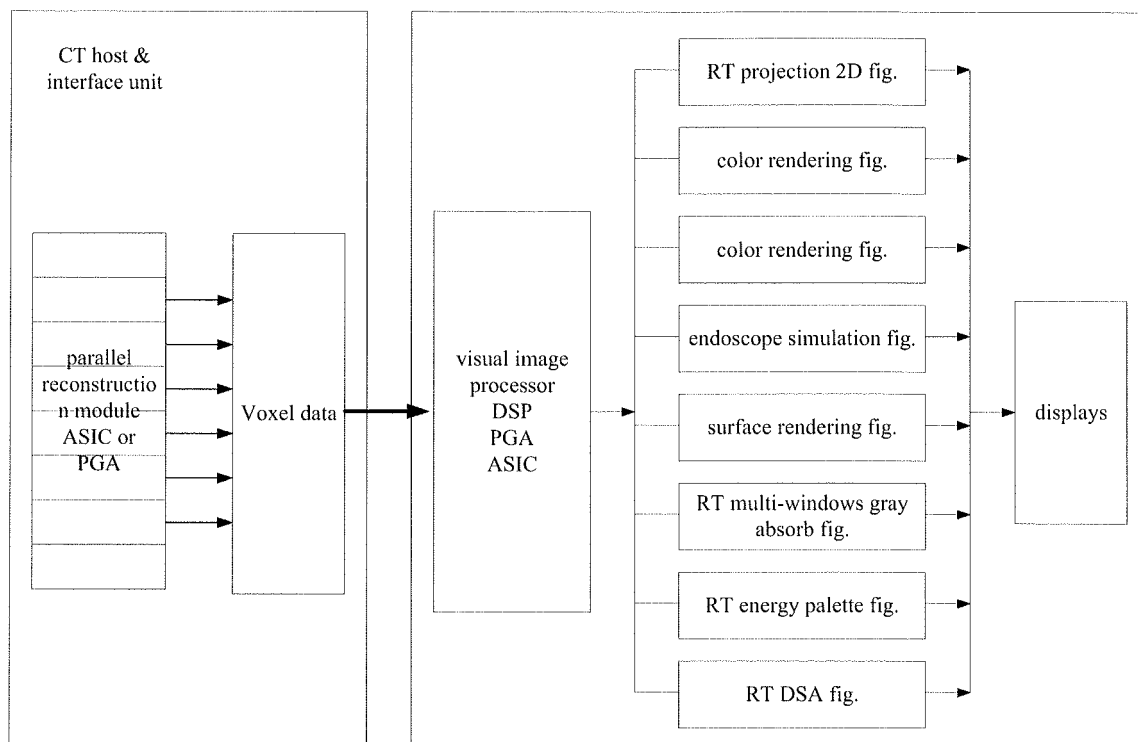 CT host &
interface unit
parallel
reconstructio
n module
ASIC or
PGA
Voxel data
visual image
processor
DSP
PGA
ASIC
RT projection 2D fig.
color rendering fig.
color rendering fig.
endoscope simulation fig.
surface rendering fig.
RT multi-windows gray
absorb fig.
RT energy palette fig.
RT DSA fig.
displays